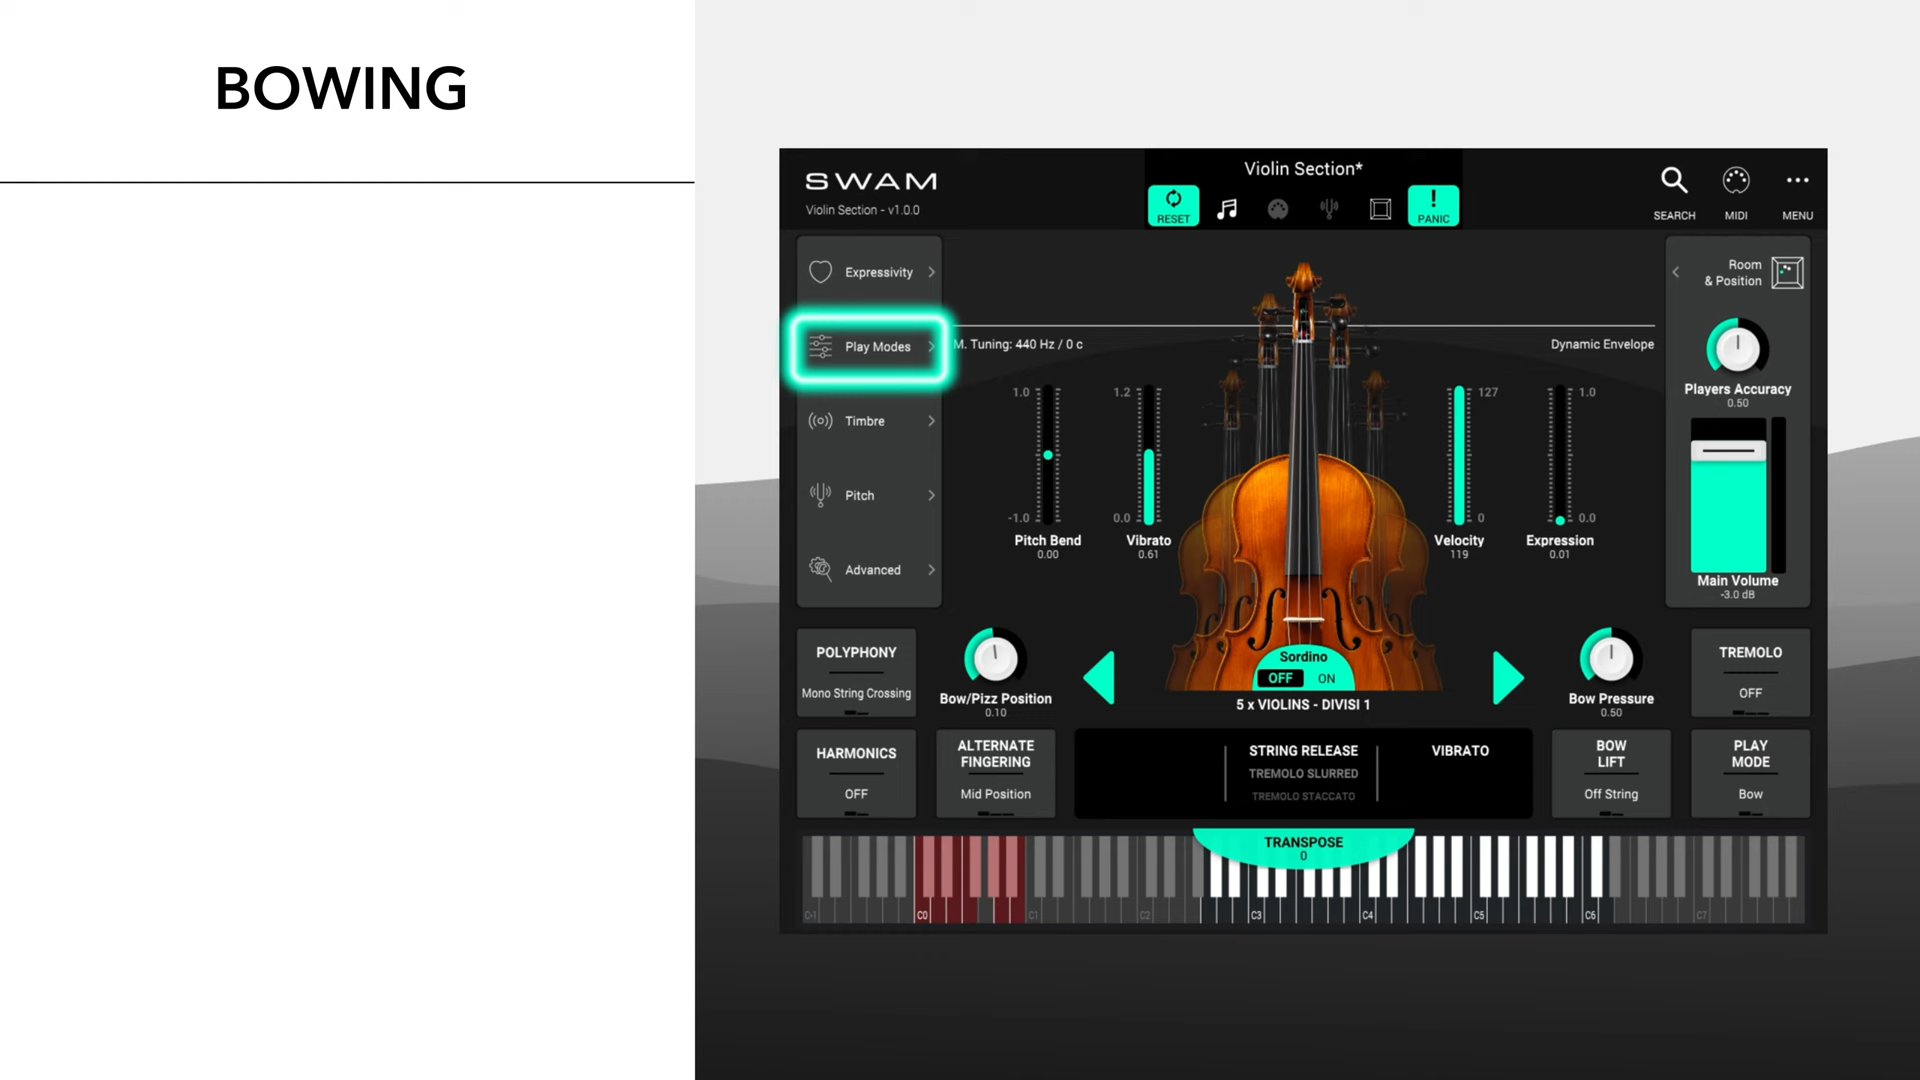 BOWING
SWAM
Violin Section - v1.0.0
Violin Section*
RESET
PANIC
SEARCH
MIDI
MENU
Expressivity
Play Modes
Timbre
Pitch
Advanced
M. Tuning: 440 Hz / 0 c
Dynamic Envelope
1.0
-1.0
Pitch Bend
0.00
1.2
0.0
Vibrato
0.61
127
0
Velocity
119
1.0
0.0
Expression
0.01
Room
& Position
Players Accuracy
0.50
Main Volume
-3.0 dB
POLYPHONY
Mono String Crossing
Bow/Pizz Position
0.10
Sordino
OFF ON
5 x VIOLINS - DIVISI 1
Bow Pressure
0.50
TREMOLO
OFF
HARMONICS
OFF
ALTERNATE
FINGERING
Mid Position
STRING RELEASE
TREMOLO SLURRED
TREMOLO STACCATO
VIBRATO
BOW
LIFT
Off String
PLAY
MODE
Bow
TRANSPOSE
0
C-1 C0 C1 C2 C3 C4 C5 C6 C7